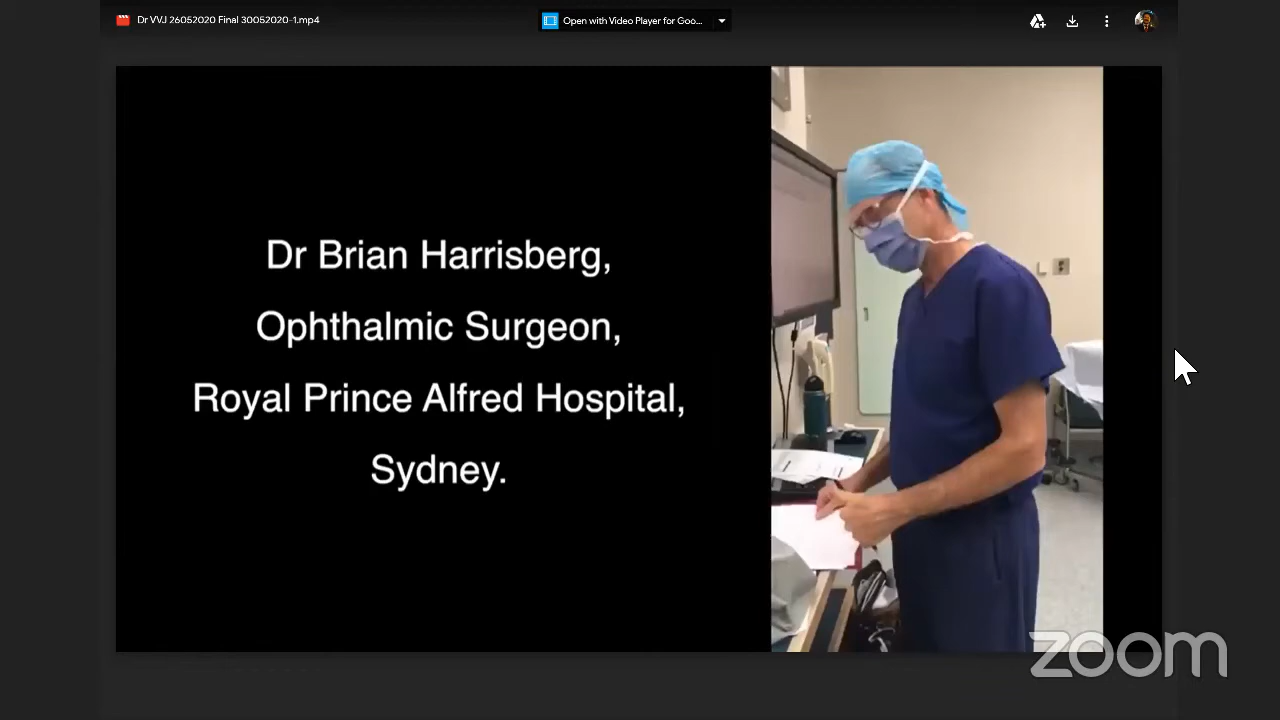 Dr VVJ 26052020 Final 30052020-1.mp4
Open with Video Player for Goo...
Dr Brian Harrisberg,
Ophthalmic Surgeon,
Royal Prince Alfred Hospital,
Sydney.
zoom